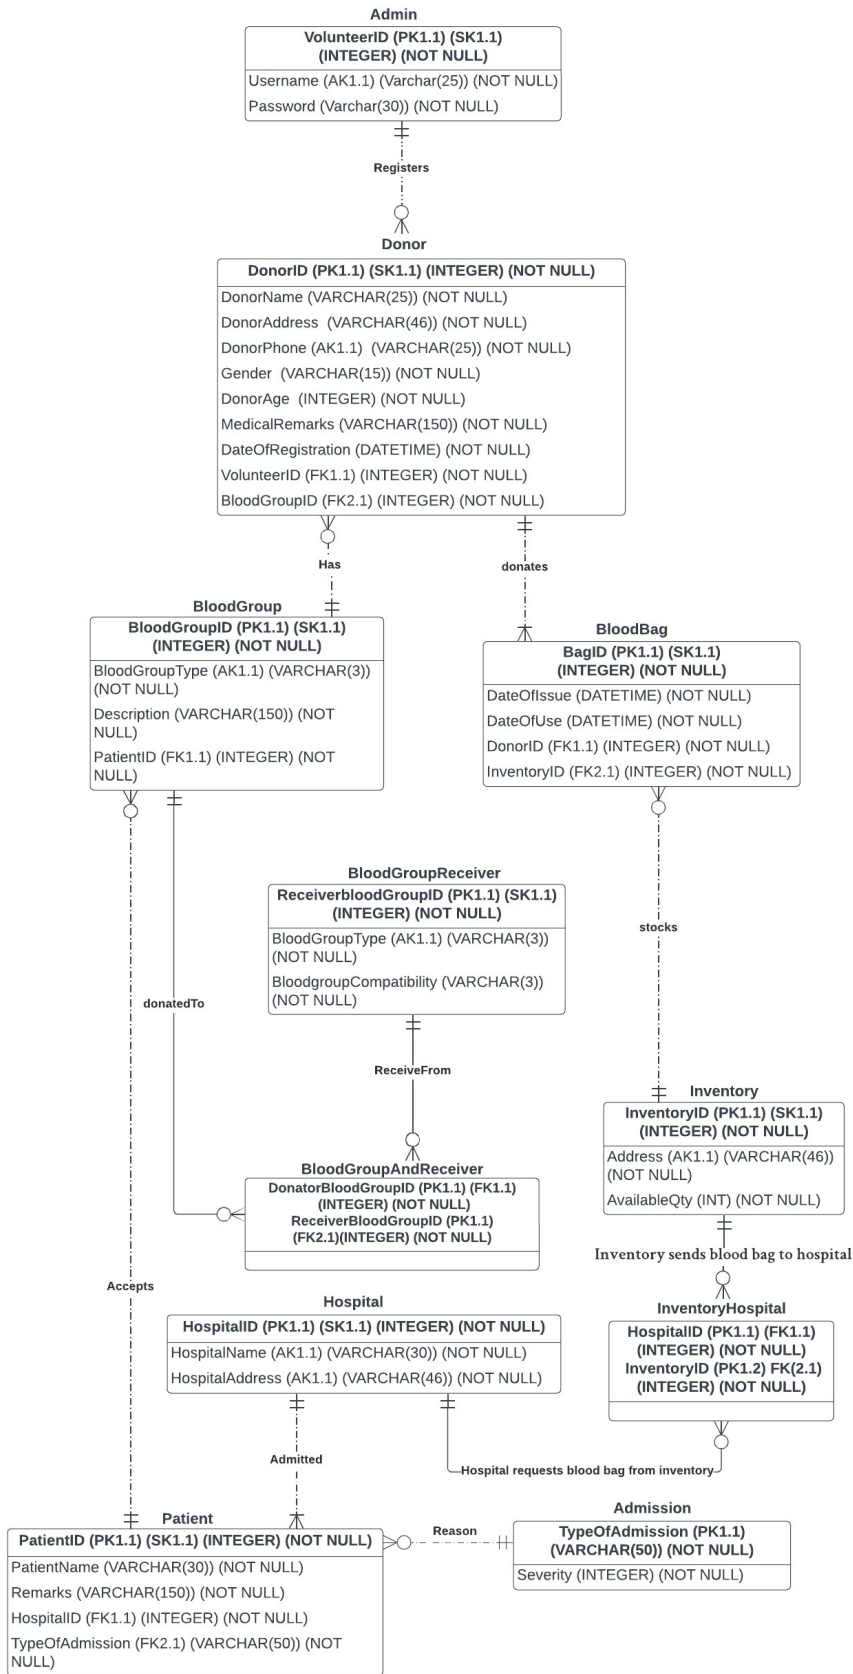 Admin
VolunteerID (PK1.1) (SK1.1)
(INTEGER) (NOT NULL)
Username (AK1.1) (Varchar(25)) (NOT NULL)
Password (Varchar(30)) (NOT NULL)
Registers
Donor
DonorID (PK1.1) (SK1.1) (INTEGER) (NOT NULL)
DonorName (VARCHAR(25)) (NOT NULL)
DonorAddress (VARCHAR(46)) (NOT NULL)
DonorPhone (AK1.1) (VARCHAR(25)) (NOT NULL)
Gender (VARCHAR(15)) (NOT NULL)
DonorAge (INTEGER) (NOT NULL)
MedicalRemarks (VARCHAR(150)) (NOT NULL)
DateOfRegistration (DATETIME) (NOT NULL)
VolunteerID (FK1.1) (INTEGER) (NOT NULL)
BloodGroupID (FK2.1) (INTEGER) (NOT NULL)
Has
donates
BloodGroup
BloodGroupID (PK1.1) (SK1.1)
(INTEGER) (NOT NULL)
BloodGroupType (AK1.1) (VARCHAR(3))
(NOT NULL)
Description (VARCHAR(150)) (NOT
NULL)
PatientID (FK1.1) (INTEGER) (NOT
NULL)
BloodBag
BagID (PK1.1) (SK1.1)
(INTEGER) (NOT NULL)
DateOfIssue (DATETIME) (NOT NULL)
DateOfUse (DATETIME) (NOT NULL)
DonorID (FK1.1) (INTEGER) (NOT NULL)
InventoryID (FK2.1) (INTEGER) (NOT NULL)
BloodGroupReceiver
ReceiverbloodGroupID (PK1.1) (SK1.1)
(INTEGER) (NOT NULL)
BloodGroupType (AK1.1) (VARCHAR(3))
(NOT NULL)
BloodgroupCompatibility (VARCHAR(3))
(NOT NULL)
stocks
donatedTo
ReceiveFrom
Inventory
InventoryID (PK1.1) (SK1.1)
(INTEGER) (NOT NULL)
Address (AK1.1) (VARCHAR(46))
(NOT NULL)
AvailableQty (INT) (NOT NULL)
BloodGroupAndReceiver
DonatorBloodGroupID (PK1.1) (FK1.1)
(INTEGER) (NOT NULL)
ReceiverBloodGroupID (PK1.1)
(FK2.1)(INTEGER) (NOT NULL)
Inventory sends blood bag to hospital
Accepts
Hospital
HospitalID (PK1.1) (SK1.1) (INTEGER) (NOT NULL)
HospitalName (AK1.1) (VARCHAR(30)) (NOT NULL)
HospitalAddress (AK1.1) (VARCHAR(46)) (NOT NULL)
InventoryHospital
HospitalID (PK1.1) (FK1.1)
(INTEGER) (NOT NULL)
InventoryID (PK1.2) FK(2.1)
(INTEGER) (NOT NULL)
Admitted
Hospital requests blood bag from inventory
Patient
PatientID (PK1.1) (SK1.1) (INTEGER) (NOT NULL)
PatientName (VARCHAR(30)) (NOT NULL)
Remarks (VARCHAR(150)) (NOT NULL)
HospitalID (FK1.1) (INTEGER) (NOT NULL)
TypeOfAdmission (FK2.1) (VARCHAR(50)) (NOT
NULL)
Reason
Admission
TypeOfAdmission (PK1.1)
(VARCHAR(50)) (NOT NULL)
Severity (INTEGER) (NOT NULL)